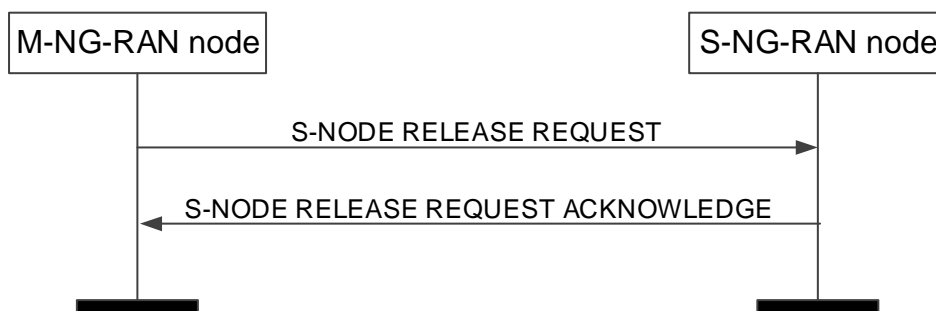 M-NG-RAN node
S-NG-RAN node
S-NODE RELEASE REQUEST
S-NODE RELEASE REQUEST ACKNOWLEDGE